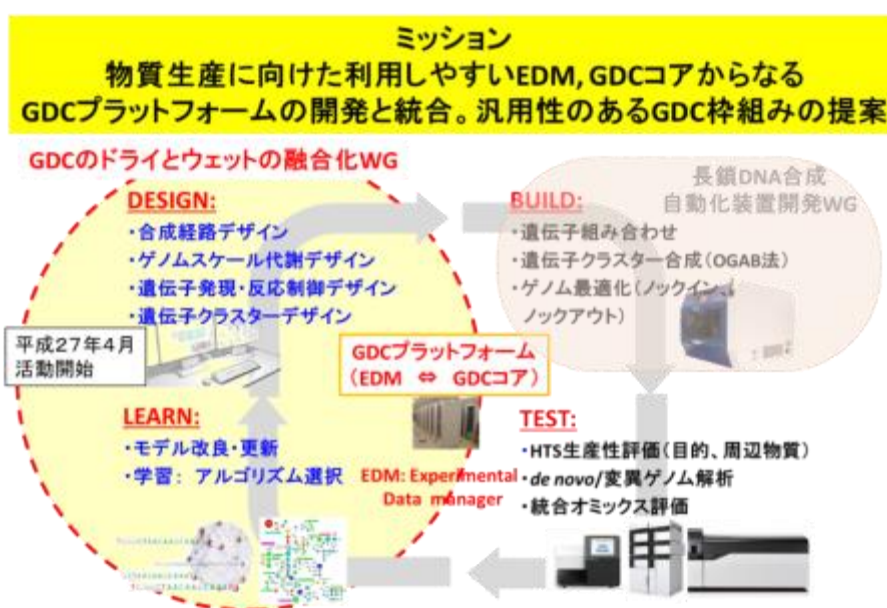 ミッション
物質生産に向けた利用しやすいEDM, GDCコアからなる
GDCプラットフォームの開発と統合。汎用性のあるGDC枠組みの提案
GDCのドライとウェットの融合化WG
DESIGN:
・合成経路デザイン
・ゲノムスケール代謝デザイン
・遺伝子発現・反応制御デザイン
・遺伝子クラスターデザイン
長鎖DNA合成
自動化装置開発WG
BUILD:
・遺伝子組み合わせ
・遺伝子クラスター合成(OGAB法)
・ゲノム最適化(ノックイン、
ノックアウト)
平成27年4月
活動開始
GDCプラットフォーム
(EDM ⇔ GDCコア)
LEARN:
・モデル改良・更新
・学習: アルゴリズム選択
EDM: Experimental
Data manager
TEST:
・HTS生産性評価(目的、周辺物質)
・de novo/変異ゲノム解析
・統合オミックス評価